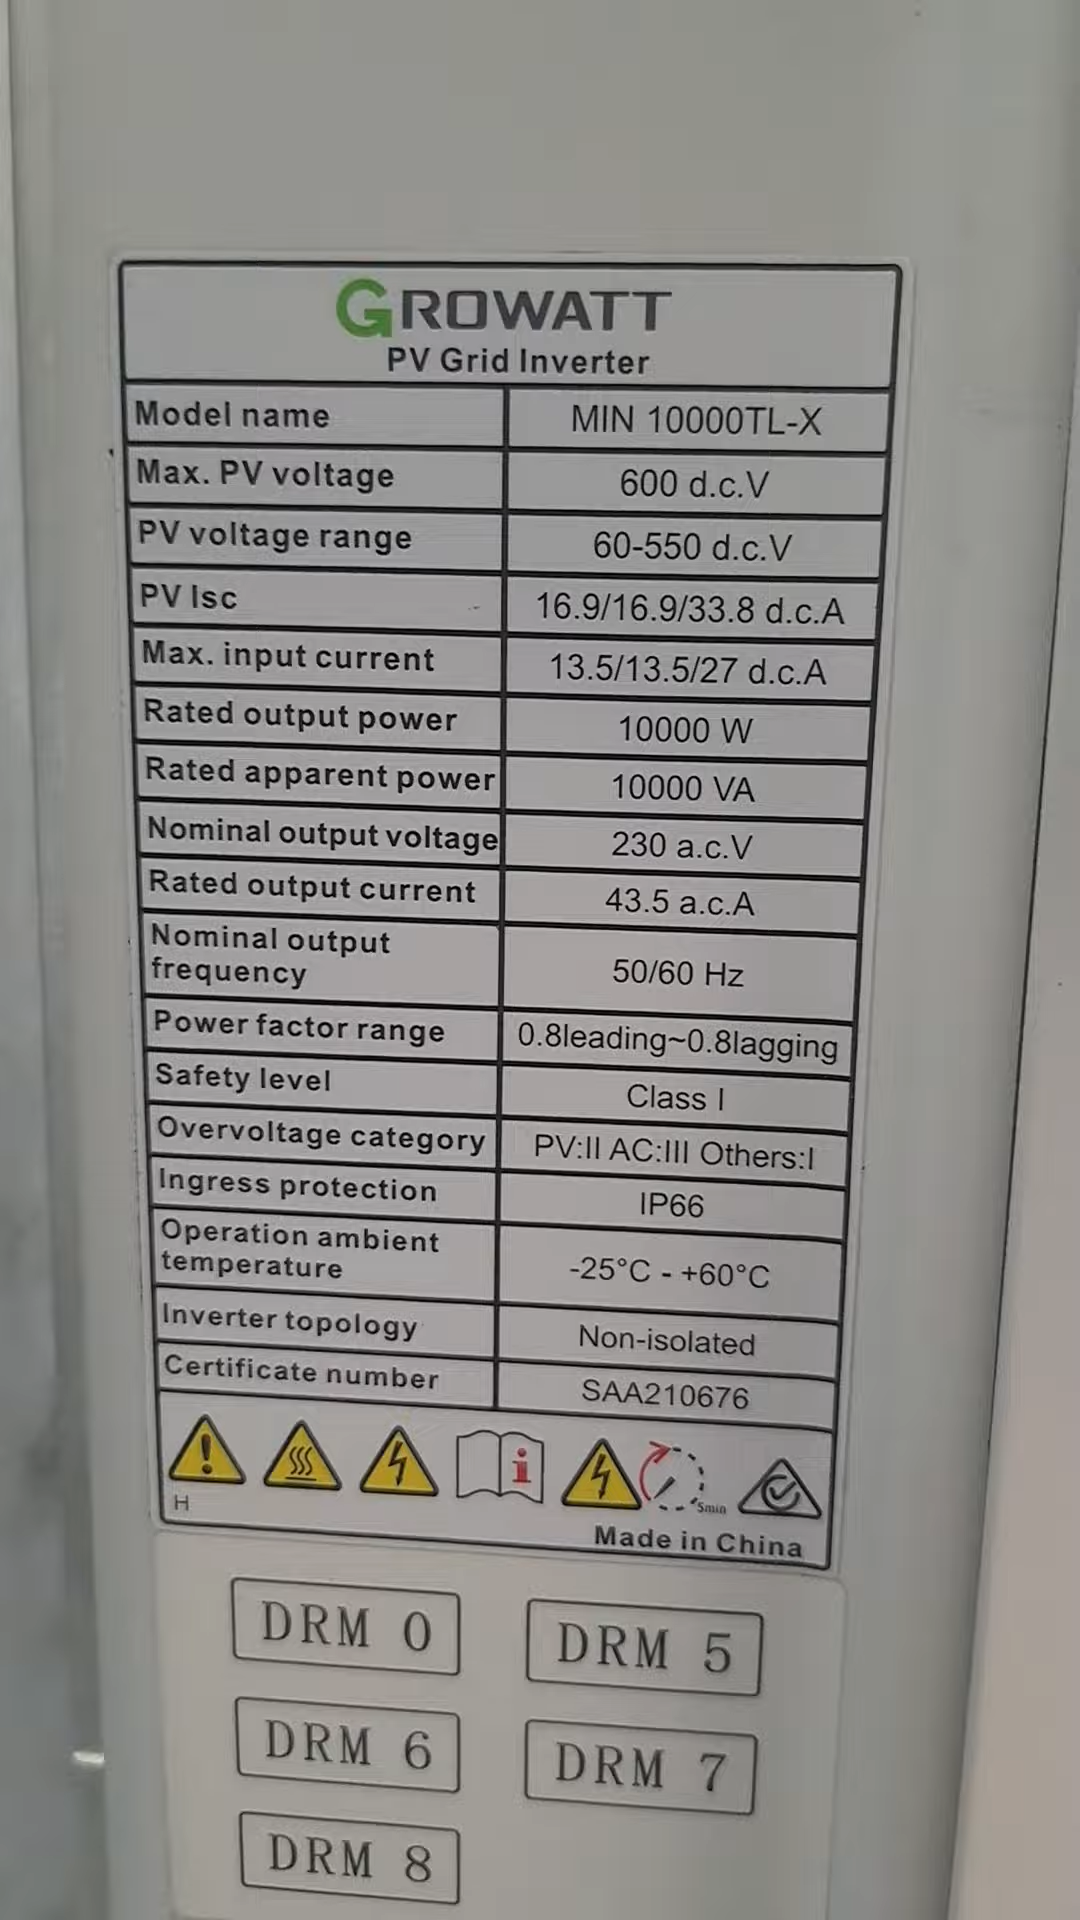 GROWATT
PV Grid Inverter
Model name MIN 10000TL-X
Max. PV voltage 600 d.c.V
PV voltage range 60-550 d.c.V
PV Isc 16.9/16.9/33.8 d.c.A
Max. input current 13.5/13.5/27 d.c.A
Rated output power 10000 W
Rated apparent power 10000 VA
Nominal output voltage 230 a.c.V
Rated output current 43.5 a.c.A
Nominal output
frequency 50/60 Hz
Power factor range 0.8leading~0.8lagging
Safety level Class I
Overvoltage category PV:II AC:III Others:I
Ingress protection IP66
Operation ambient
temperature -25°C - +60°C
Inverter topology Non-isolated
Certificate number SAA210676
i
5min
H
Made in China
DRM 0 DRM 5
DRM 6 DRM 7
DRM 8